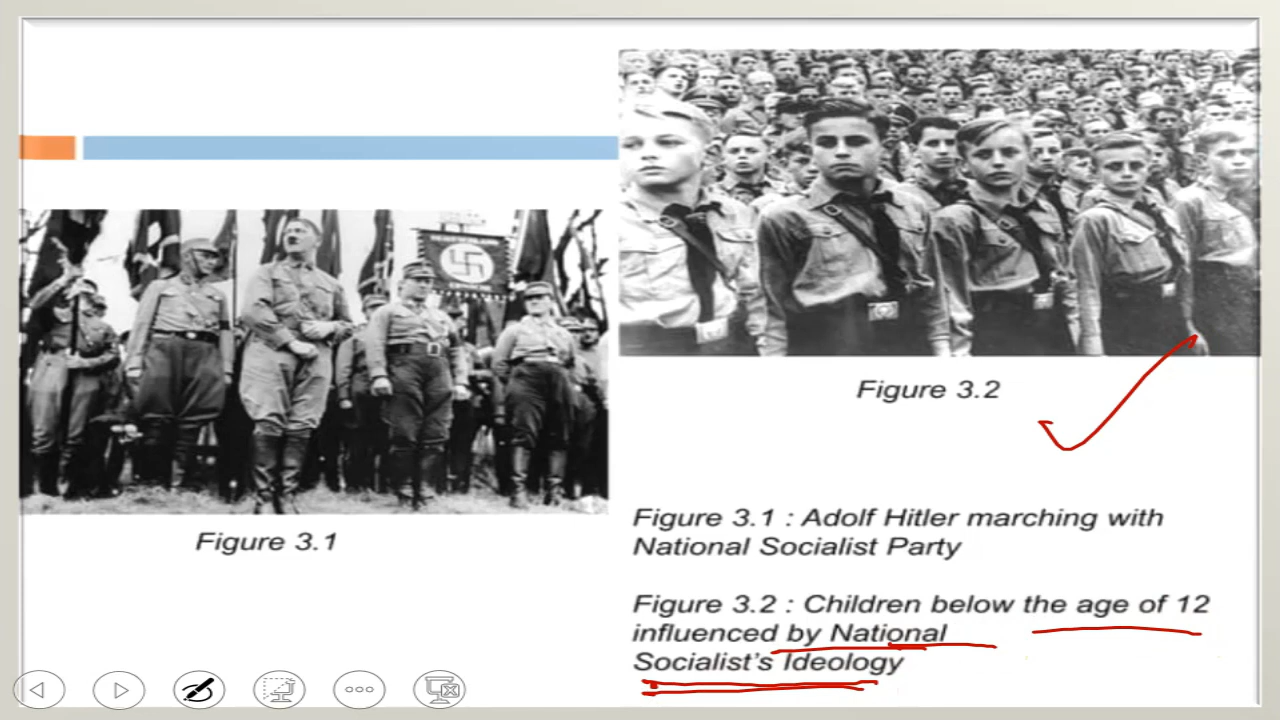 Figure 3.2
Figure 3.1
Figure 3.1 : Adolf Hitler marching with
National Socialist Party
Figure 3.2 : Children below the age of 12
influenced by National
Socialist's Ideology